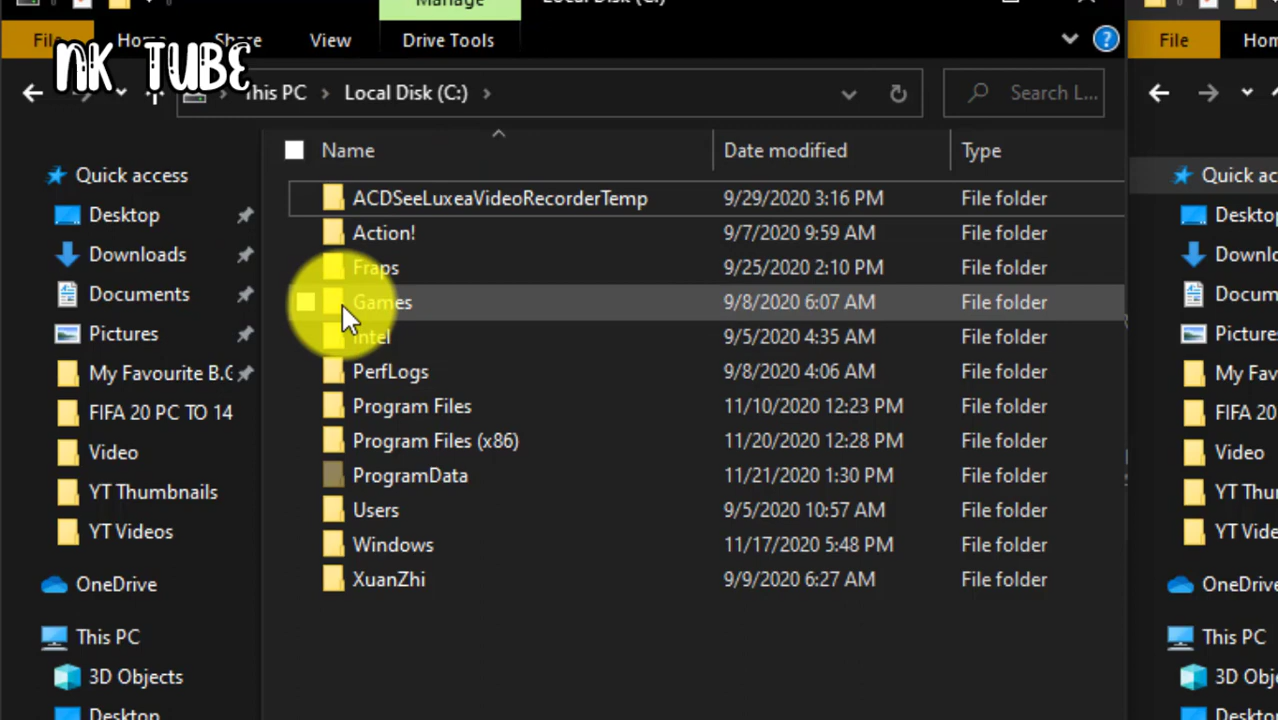 Manage
Local Disk (C:)
File Home Share View Drive Tools
NK TUBE
This PC > Local Disk (C:) >
Search L...
Name Date modified Type
ACDSeeLuxeaVideoRecorderTemp 9/29/2020 3:16 PM File folder
Action! 9/7/2020 9:59 AM File folder
Fraps 9/25/2020 2:10 PM File folder
Games 9/8/2020 6:07 AM File folder
Intel 9/5/2020 4:35 AM File folder
PerfLogs 9/8/2020 4:06 AM File folder
Program Files 11/10/2020 12:23 PM File folder
Program Files (x86) 11/20/2020 12:28 PM File folder
ProgramData 11/21/2020 1:30 PM File folder
Users 9/5/2020 10:57 AM File folder
Windows 11/17/2020 5:48 PM File folder
XuanZhi 9/9/2020 6:27 AM File folder
Quick access
Desktop
Downloads
Documents
Pictures
My Favourite B.
FIFA 20 PC TO 14
Video
YT Thumbnails
YT Videos
OneDrive
This PC
3D Objects
Desktop
File Hom
Quick ac
Desktop
Downlo
Docum
Pictures
My Favo
FIFA 20
Video
YT Thu
YT Vide
OneDrive
This PC
3D Obje
Desktop